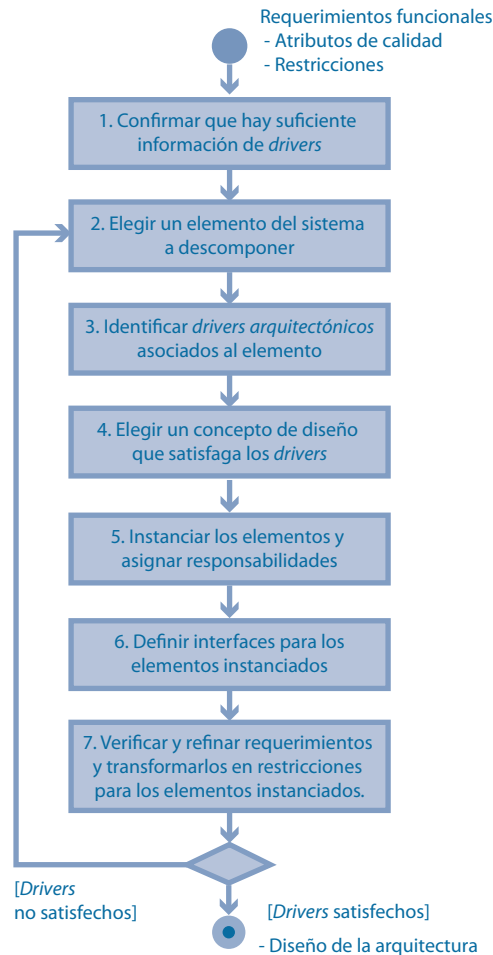 Requerimientos funcionales
- Atributos de calidad
- Restricciones
1. Confirmar que hay suficiente
información de drivers
2. Elegir un elemento del sistema
a descomponer
3. Identificar drivers arquitectónicos
asociados al elemento
4. Elegir un concepto de diseño
que satisfaga los drivers
5. Instanciar los elementos y
asignar responsabilidades
6. Definir interfaces para los
elementos instanciados
7. Verificar y refinar requerimientos
y transformarlos en restricciones
para los elementos instanciados.
[Drivers
no satisfechos]
[Drivers satisfechos]
- Diseño de la arquitectura